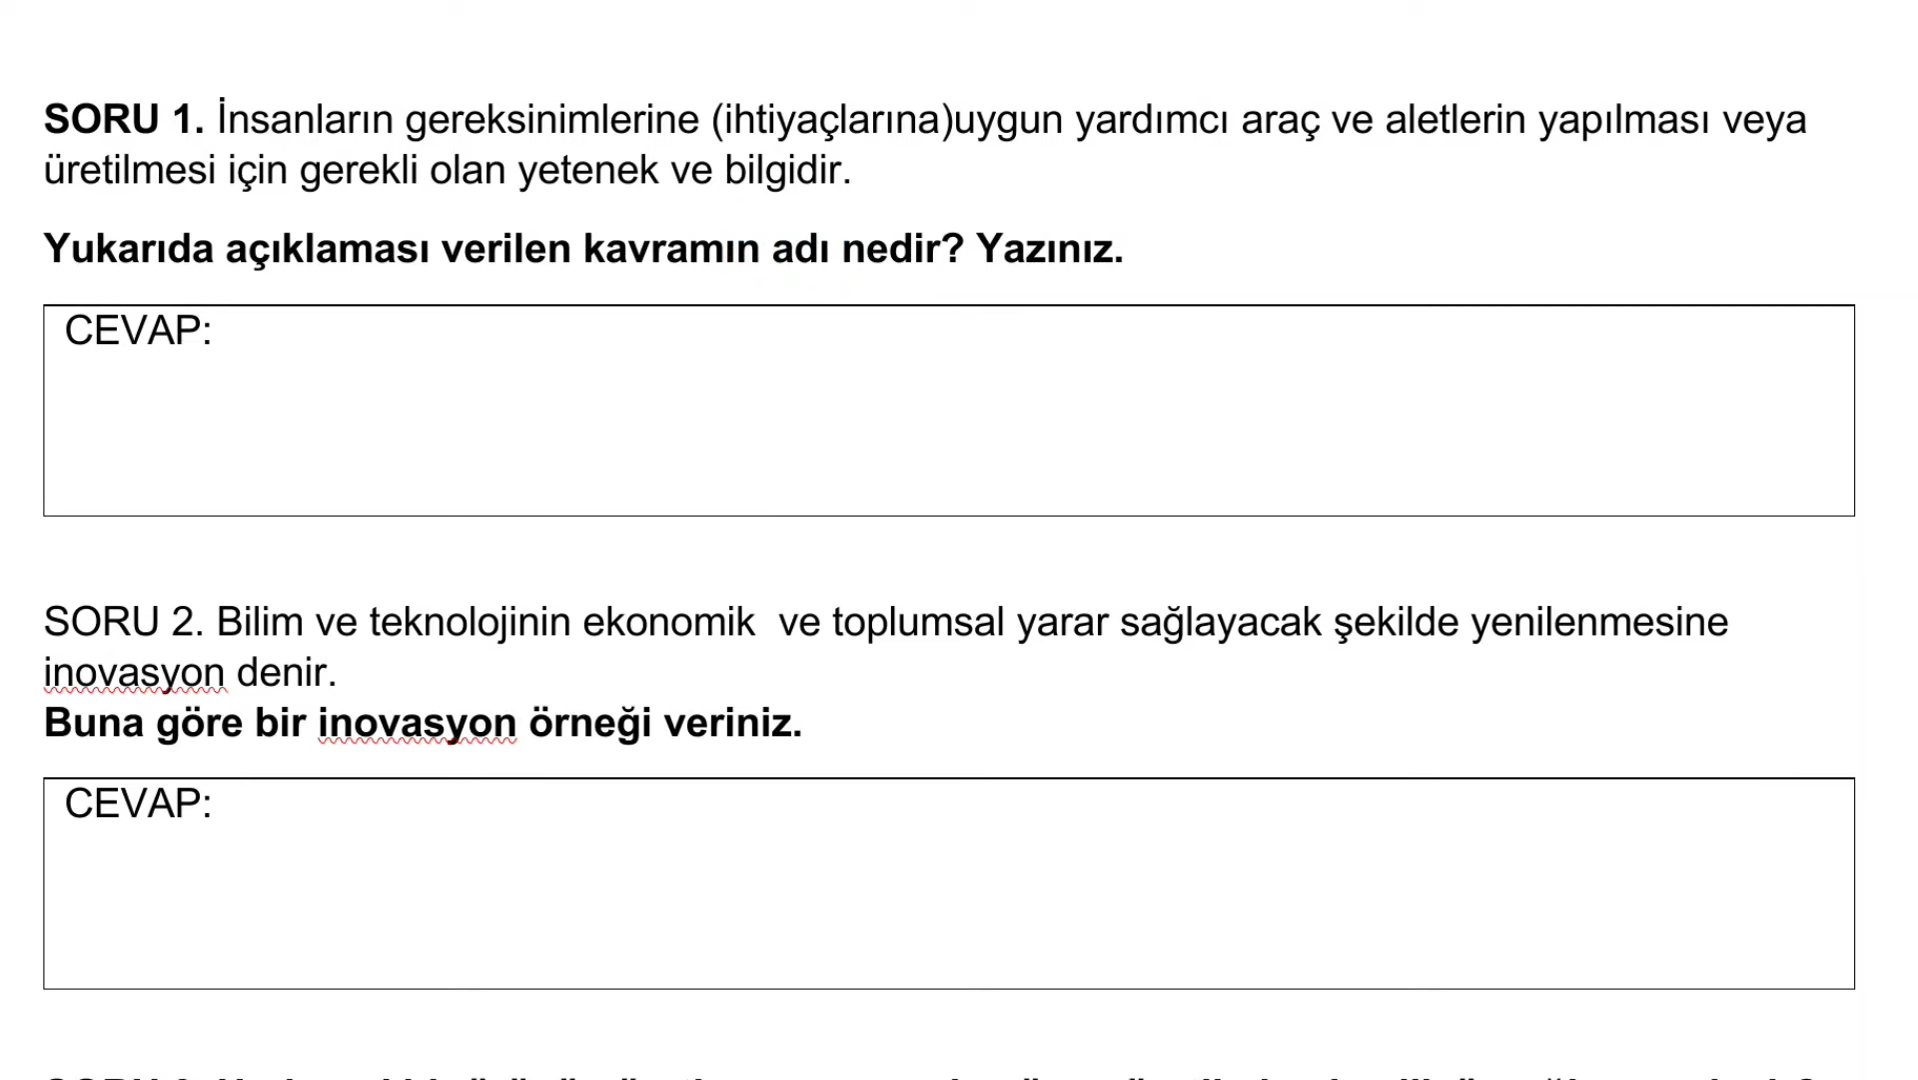 SORU 1. İnsanların gereksinimlerine (ihtiyaçlarına)uygun yardımcı araç ve aletlerin yapılması veya
üretilmesi için gerekli olan yetenek ve bilgidir.
Yukarıda açıklaması verilen kavramın adı nedir? Yazınız.
CEVAP:
SORU 2. Bilim ve teknolojinin ekonomik  ve toplumsal yarar sağlayacak şekilde yenilenmesine
inovasyon denir.
Buna göre bir inovasyon örneği veriniz.
CEVAP: